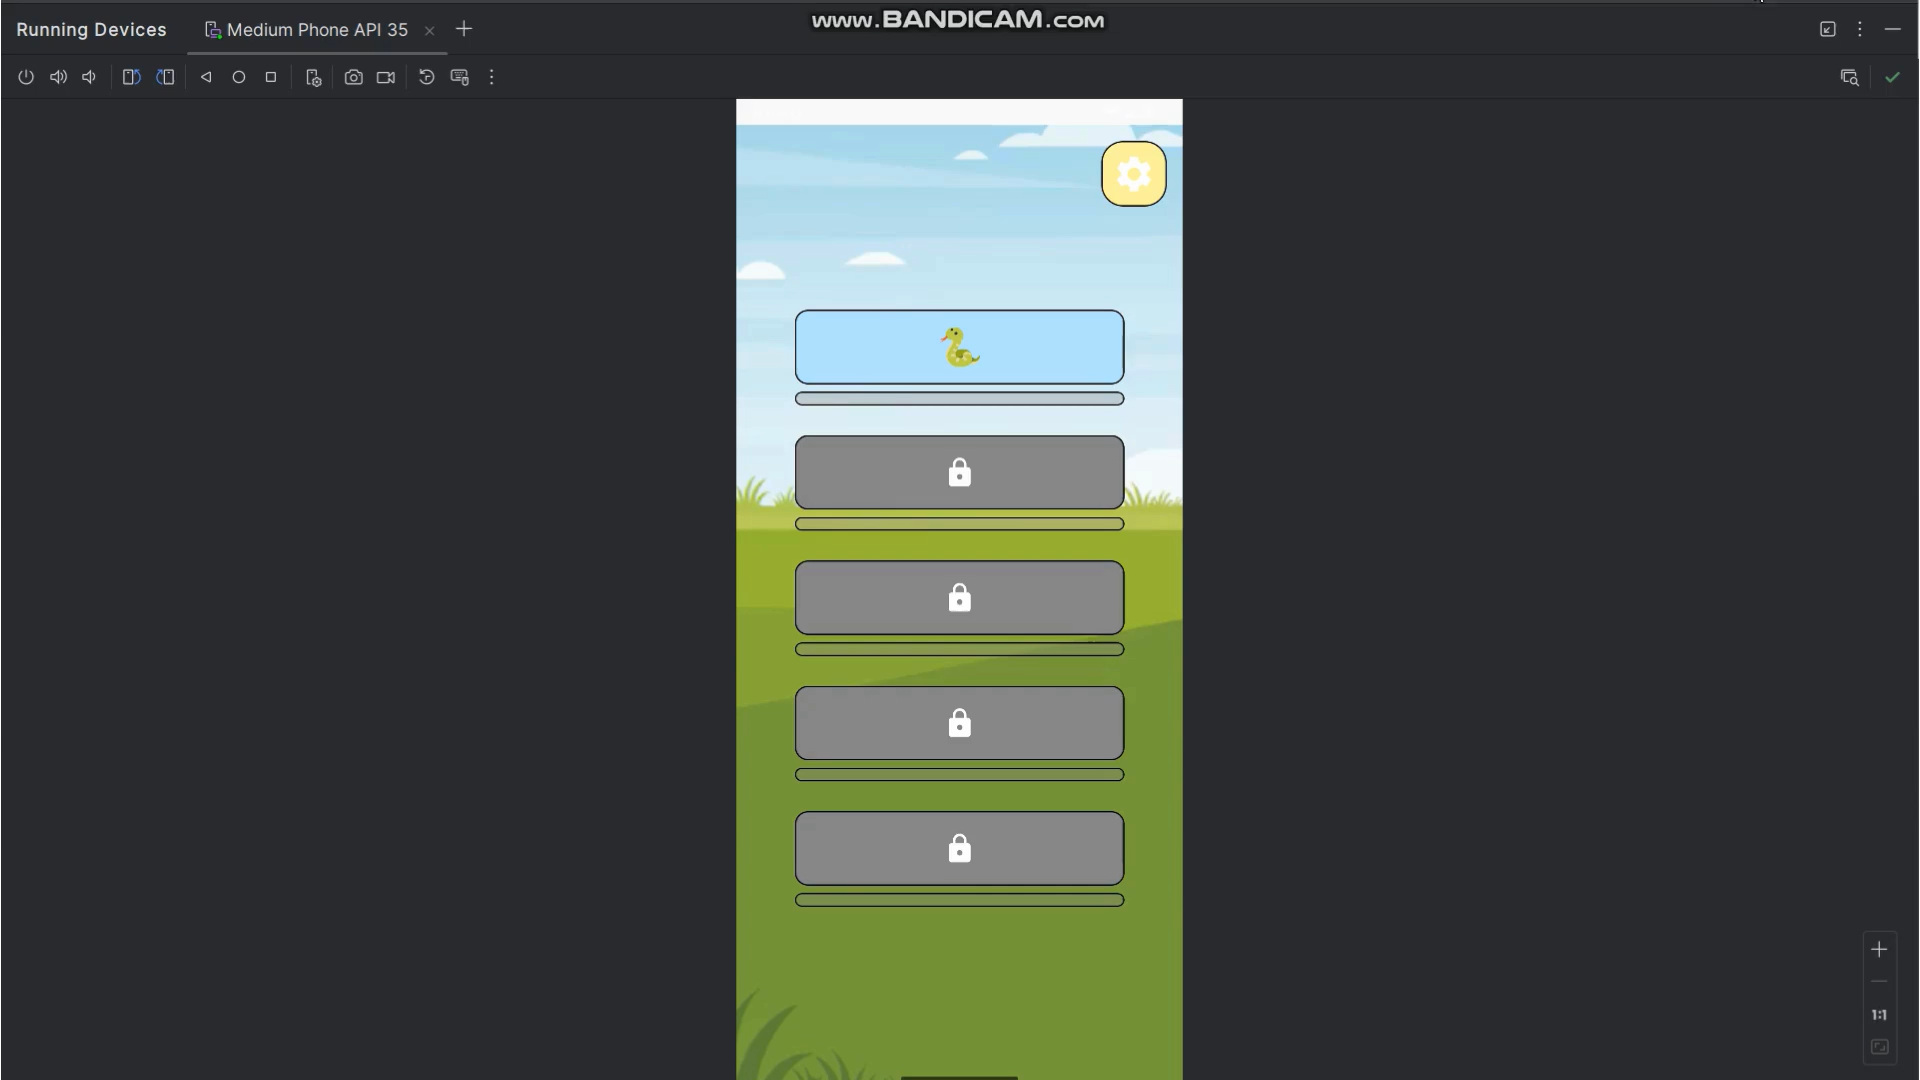 www.BANDICAM.com
Running Devices
Medium Phone API 35
1:1